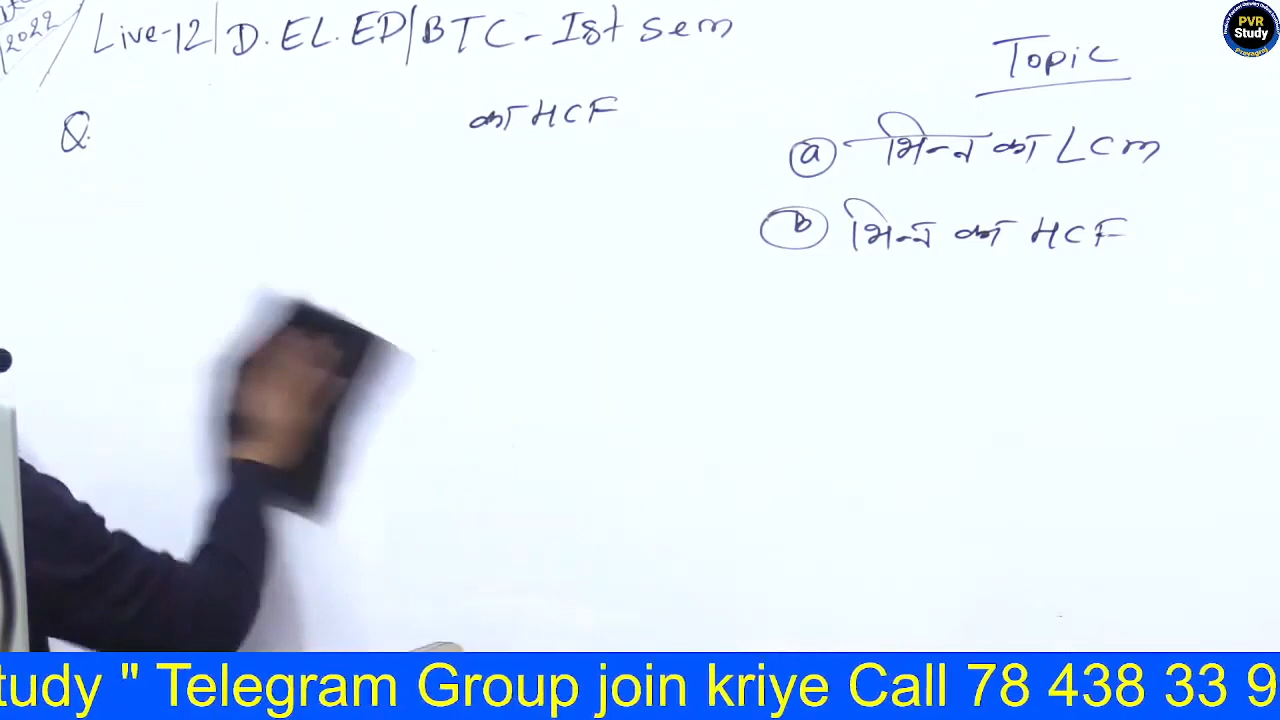 2022
Live-12 | D.EL.ED/BTC - Ist Sem
Q. का HCF
Topic
(a) भिन्न का LCM
(b) भिन्न का HCF
PVR
Study
Prayagraj
tudy " Telegram Group join kriye Call 78 438 33 9